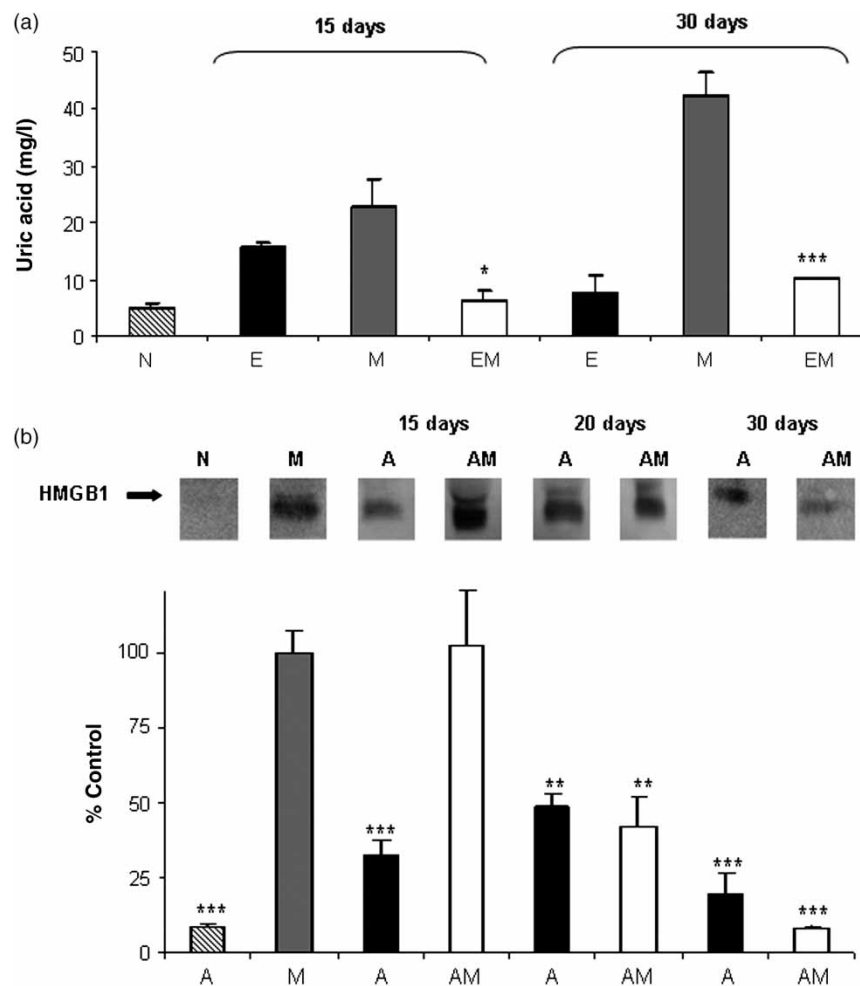 (a)
15 days 30 days
50
40
30
20
10
0
Uric acid (mg/l)
* ***
N E M EM E M EM
(b)
15 days 20 days 30 days
N M A AM A AM A AM
HMGB1
100
75
50
25
0
% Control
*** *** ** ** *** ***
A M A AM A AM A AM